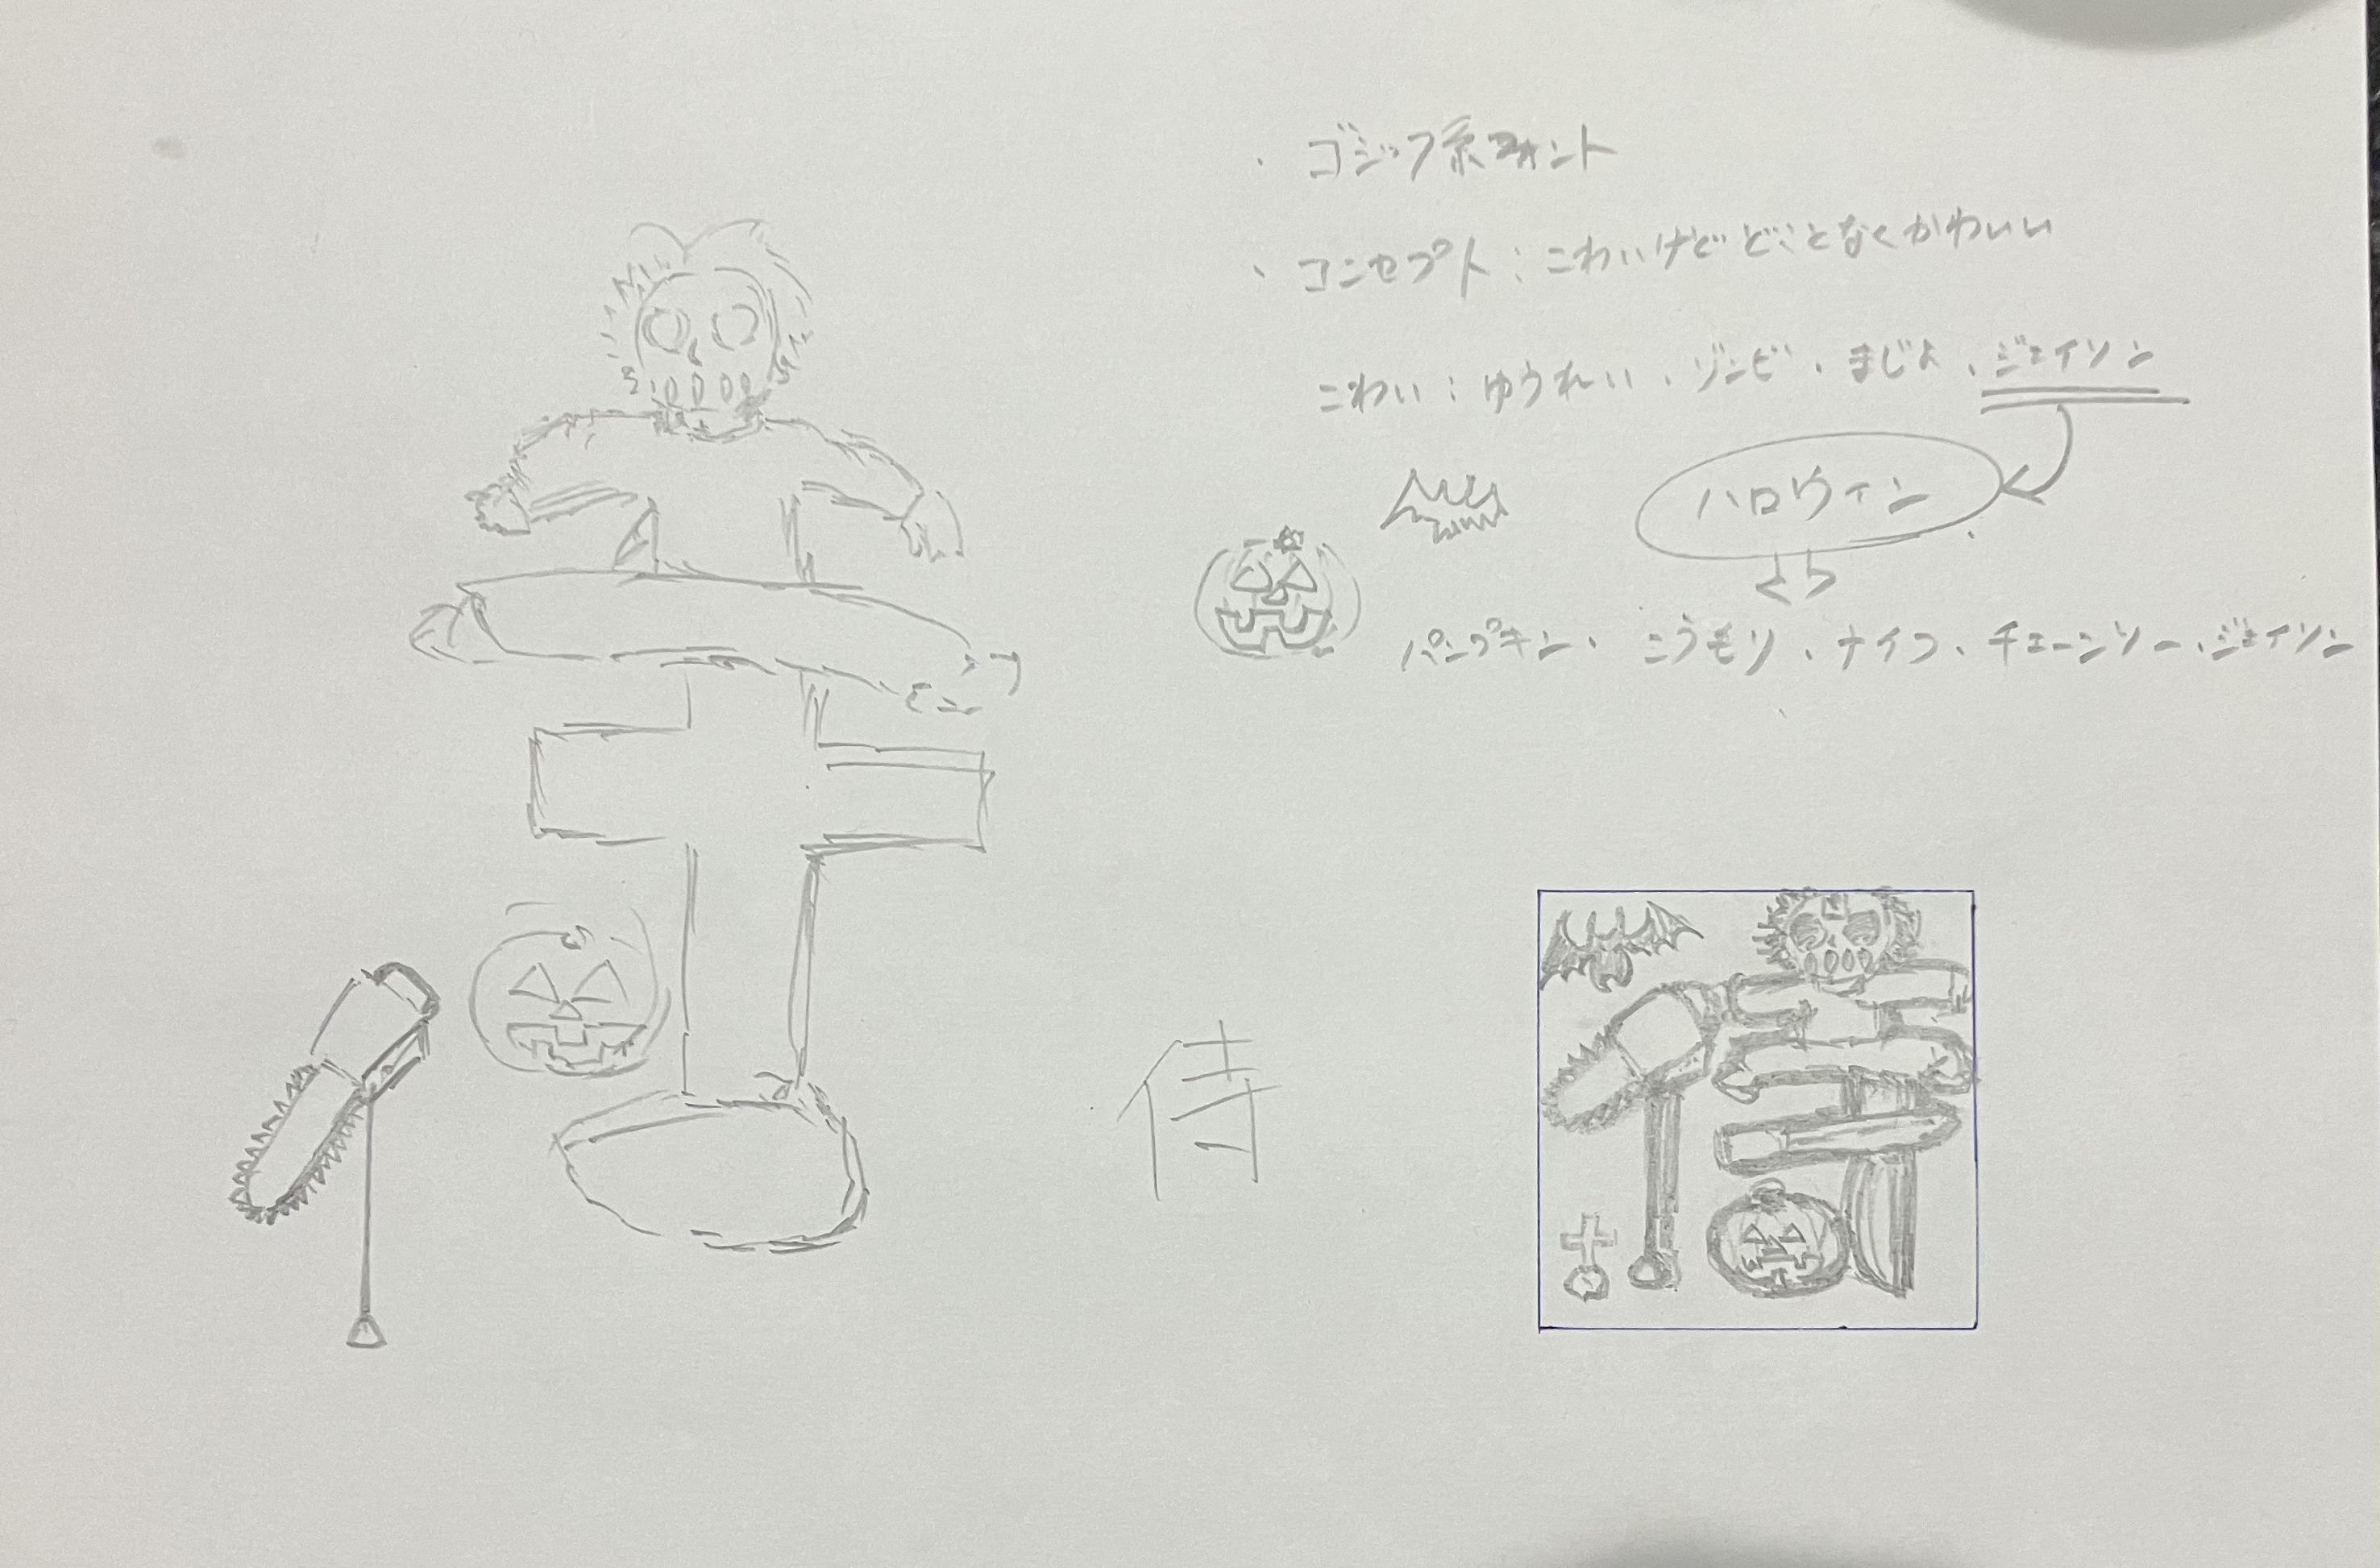 ・ゴシック系フォント
・コンセプト：こわいけどどことなくかわいい
こわい：ゆうれい、ゾンビ、まじょ、ジェイソン
ハロウィン
パンプキン、こうもり、ナイフ、チェーンソー、ジェイソン
侍